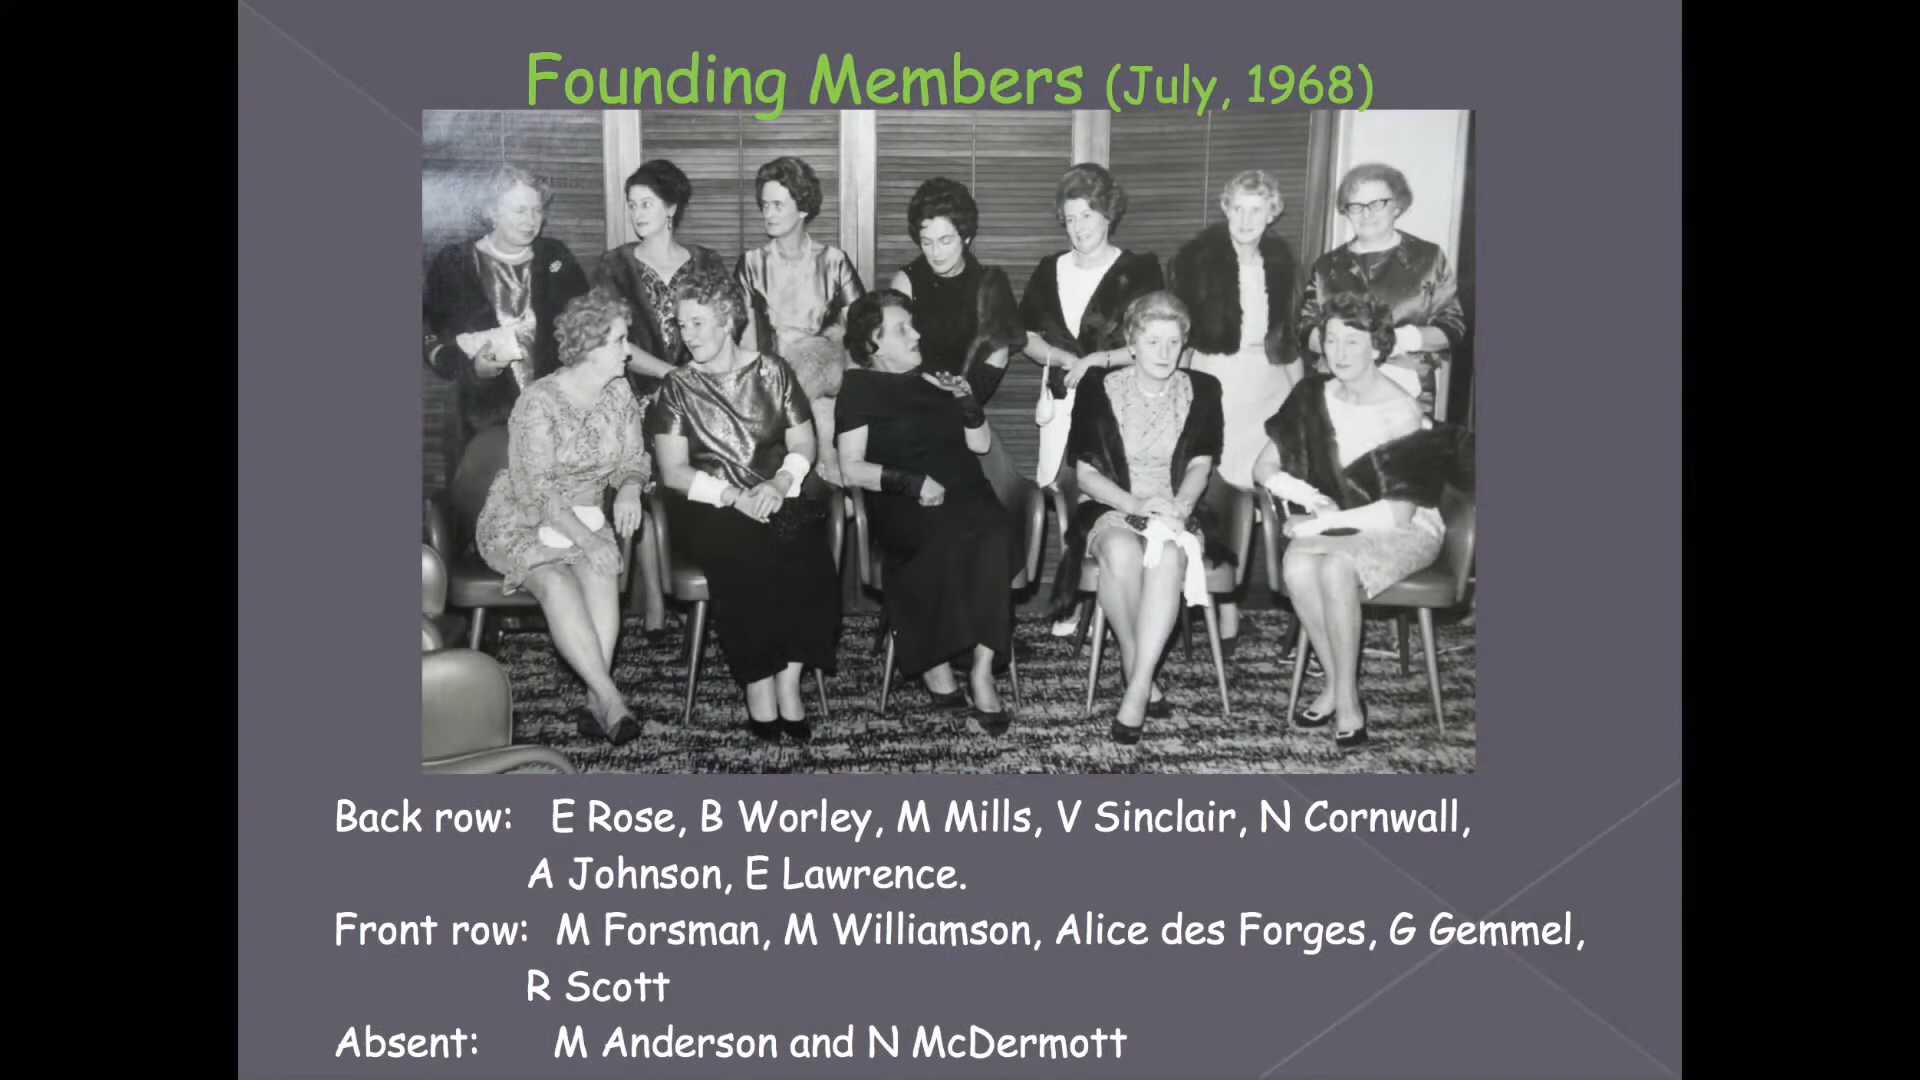 Founding Members (July, 1968)
Back row: E Rose, B Worley, M Mills, V Sinclair, N Cornwall,
A Johnson, E Lawrence.
Front row: M Forsman, M Williamson, Alice des Forges, G Gemmel,
R Scott
Absent: M Anderson and N McDermott